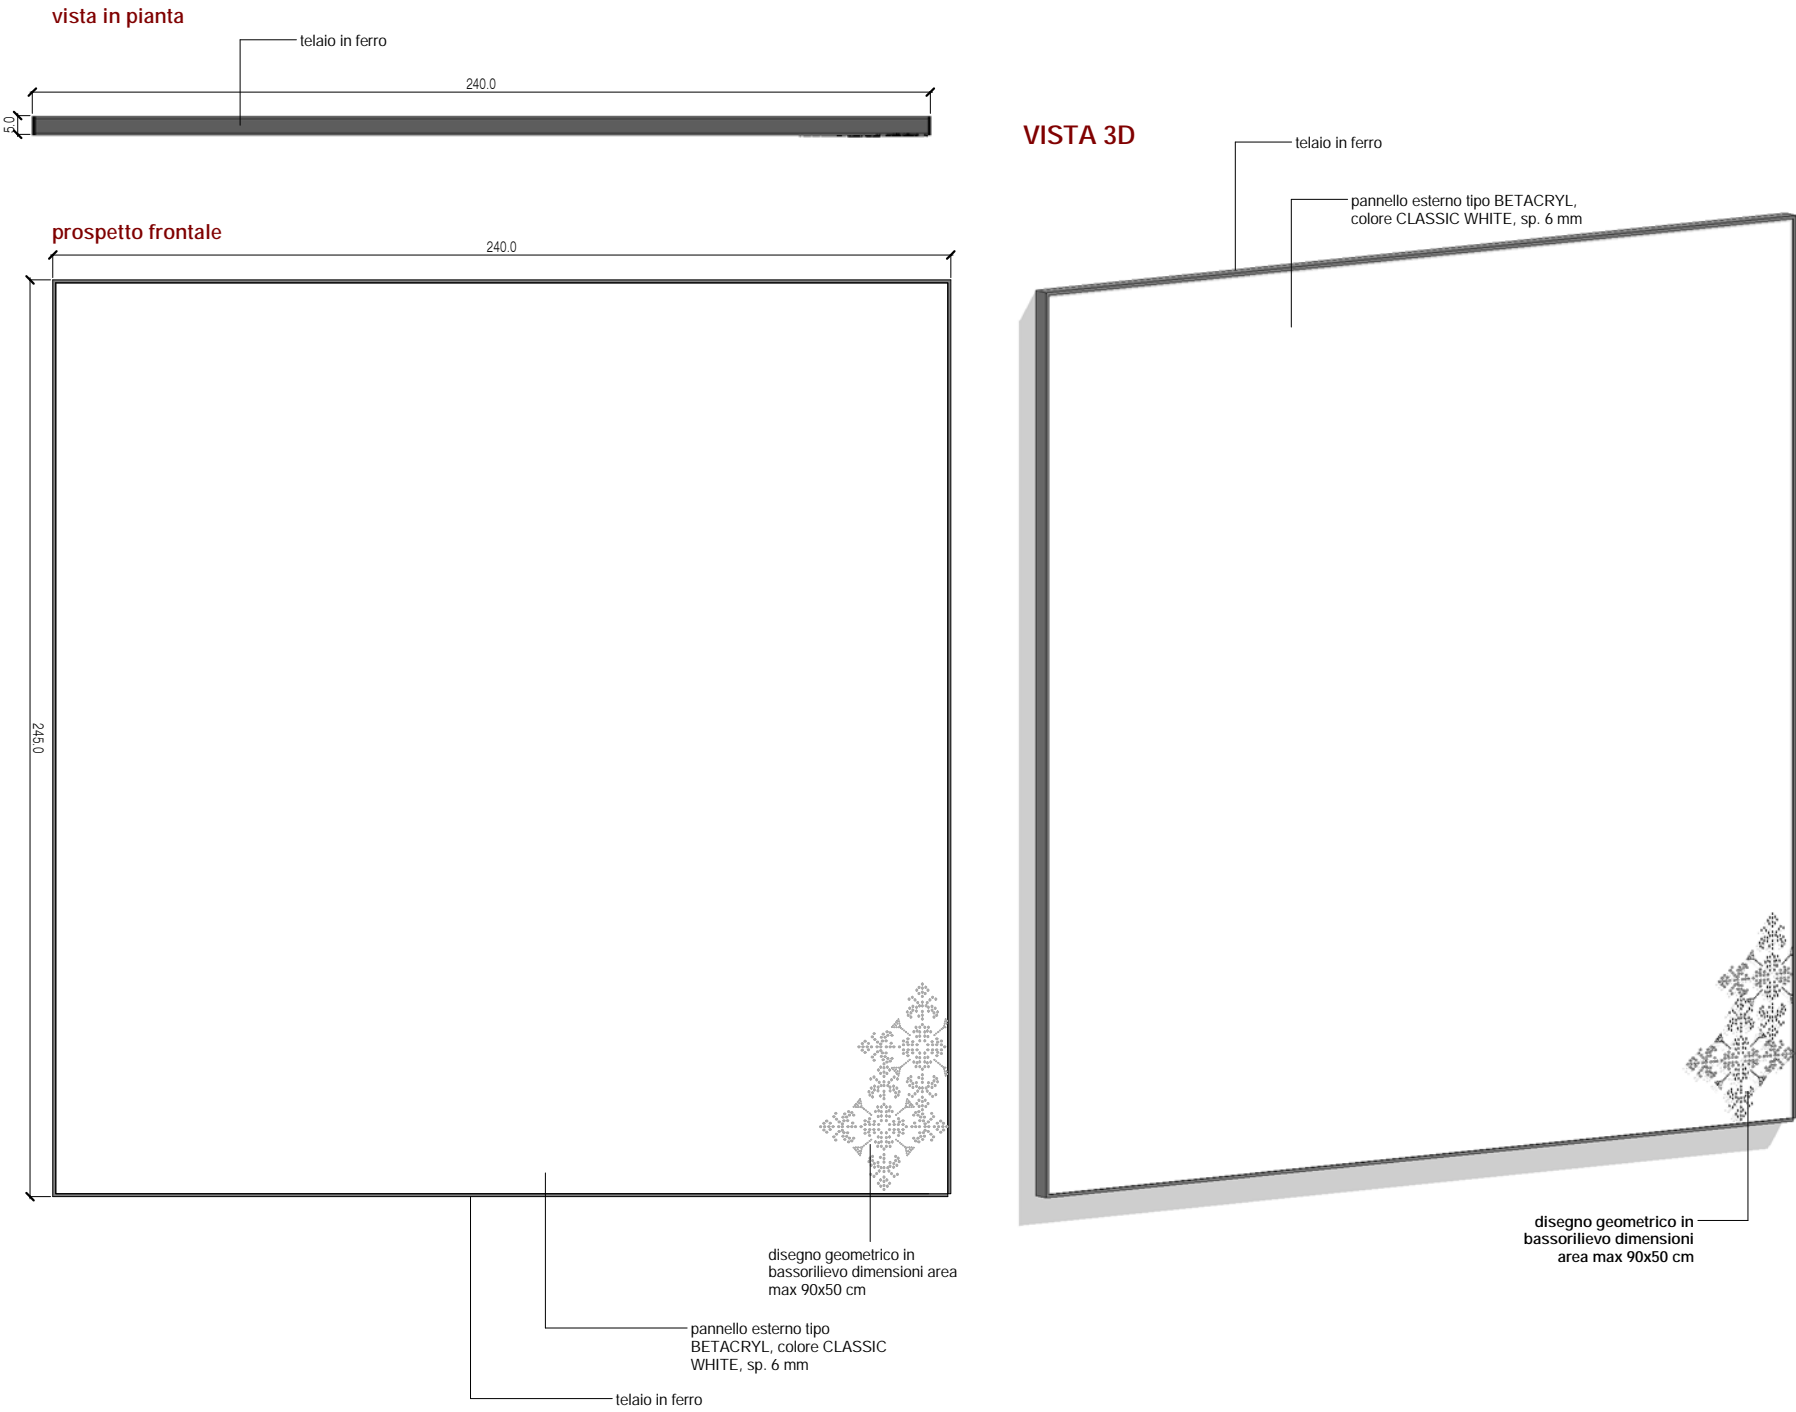 vista in pianta
telaio in ferro
240.0
5.0
VISTA 3D
telaio in ferro
pannello esterno tipo BETACRYL,
colore CLASSIC WHITE, sp. 6 mm
prospetto frontale
240.0
245.0
disegno geometrico in
bassorilievo dimensioni area
max 90x50 cm
pannello esterno tipo
BETACRYL, colore CLASSIC
WHITE, sp. 6 mm
telaio in ferro
disegno geometrico in
bassorilievo dimensioni
area max 90x50 cm